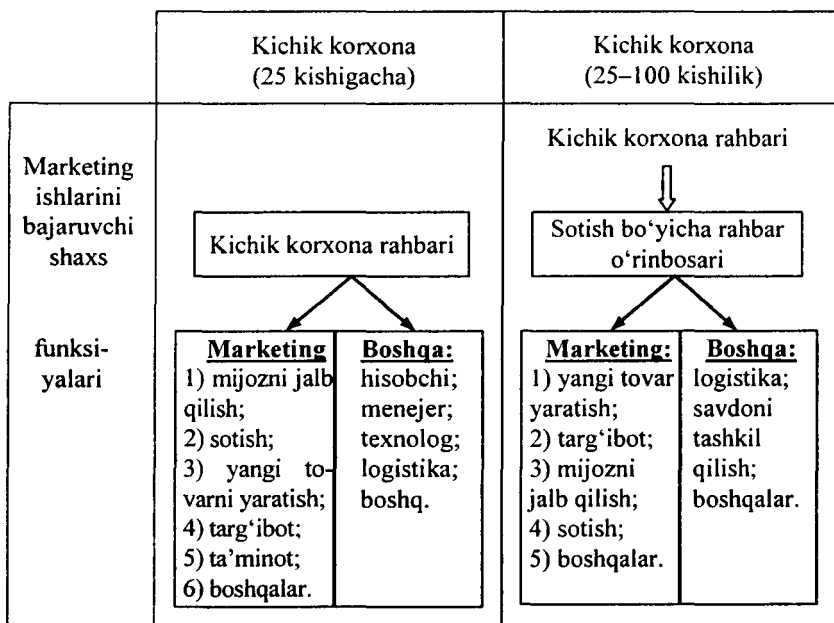 Kichik korxona
(25 kishigacha)
Kichik korxona
(25–100 kishilik)
Marketing
ishlarini
bajaruvchi
shaxs
Kichik korxona rahbari
Kichik korxona rahbari
Sotish bo‘yicha rahbar
o‘rinbosari
funksi-
yalari
Marketing
1) mijozni jalb
qilish;
2) sotish;
3) yangi to-
varni yaratish;
4) targ‘ibot;
5) ta’minot;
6) boshqalar.
Boshqa:
hisobchi;
menejer;
texnolog;
logistika;
boshq.
Marketing:
1) yangi tovar
yaratish;
2) targ‘ibot;
3) mijozni
jalb qilish;
4) sotish;
5) boshqalar.
Boshqa:
logistika;
savdoni
tashkil
qilish;
boshqalar.